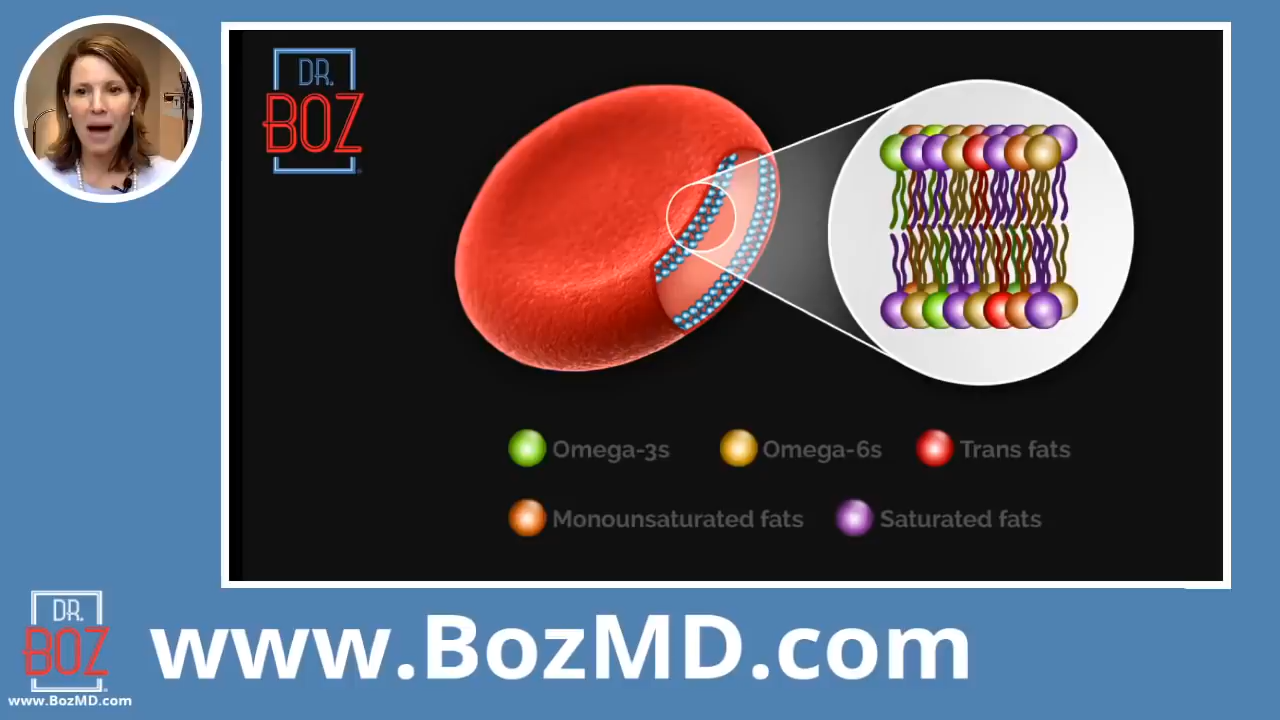 DR.
BOZ
Omega-3s
Omega-6s
Trans fats
Monounsaturated fats
Saturated fats
DR.
BOZ
www.BozMD.com
www.BozMD.com